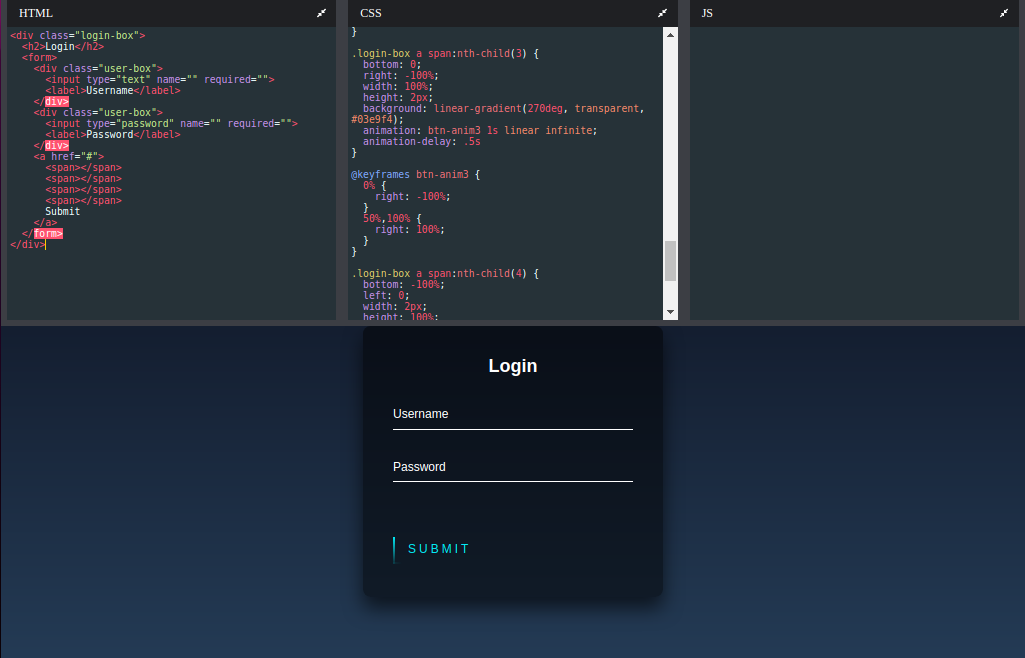 HTML
<div class="login-box">
<h2>Login</h2>
<form>
<div class="user-box">
<input type="text" name="" required="">
<label>Username</label>
</div>
<div class="user-box">
<input type="password" name="" required="">
<label>Password</label>
</div>
<a href="#">
<span></span>
<span></span>
<span></span>
<span></span>
Submit
</a>
</form>
</div>
CSS
}
.login-box a span:nth-child(3) {
bottom: 0;
right: -100%;
width: 100%;
height: 2px;
background: linear-gradient(270deg, transparent,
#03e9f4);
animation: btn-anim3 1s linear infinite;
animation-delay: .5s
}
@keyframes btn-anim3 {
0% {
right: -100%;
}
50%,100% {
right: 100%;
}
}
.login-box a span:nth-child(4) {
bottom: -100%;
left: 0;
width: 2px;
height: 100%;
JS
Login
Username
Password
SUBMIT